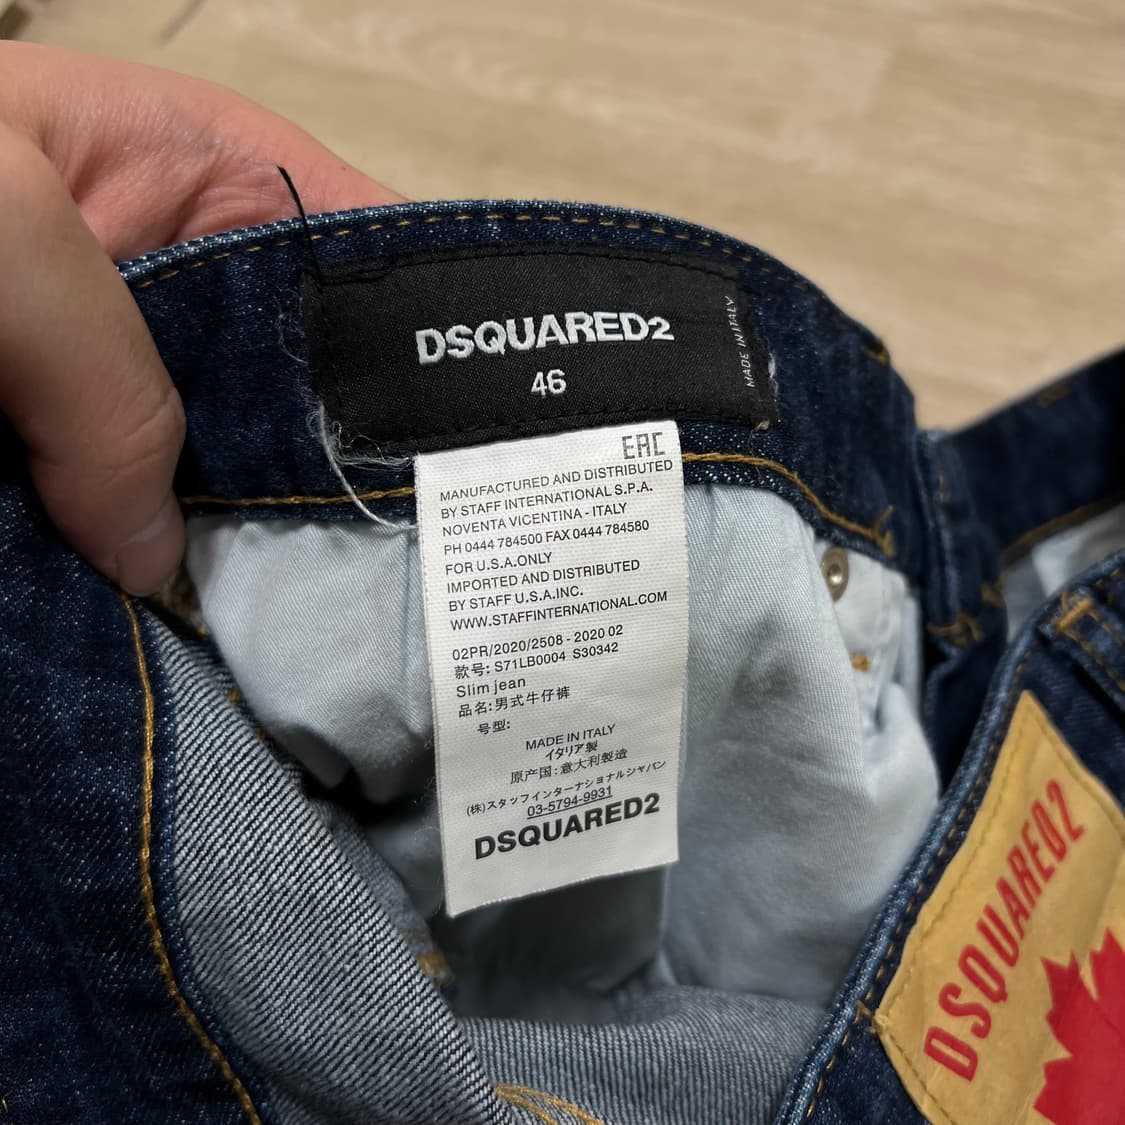 DSQUARED2
46
MADE IN ITALY
EAC
MANUFACTURED AND DISTRIBUTED
BY STAFF INTERNATIONAL S.P.A.
NOVENTA VICENTINA - ITALY
PH 0444 784500 FAX 0444 784580
FOR U.S.A.ONLY
IMPORTED AND DISTRIBUTED
BY STAFF U.S.A.INC.
WWW.STAFFINTERNATIONAL.COM
02PR/2020/2508 - 2020 02
款号: S71LB0004 S30342
Slim jean
品名:男式牛仔裤
号型:
MADE IN ITALY
イタリア製
原产国:意大利製造
(株)スタッフインターナショナルジャパン
03-5794-9931
DSQUARED2
DSQUARED2